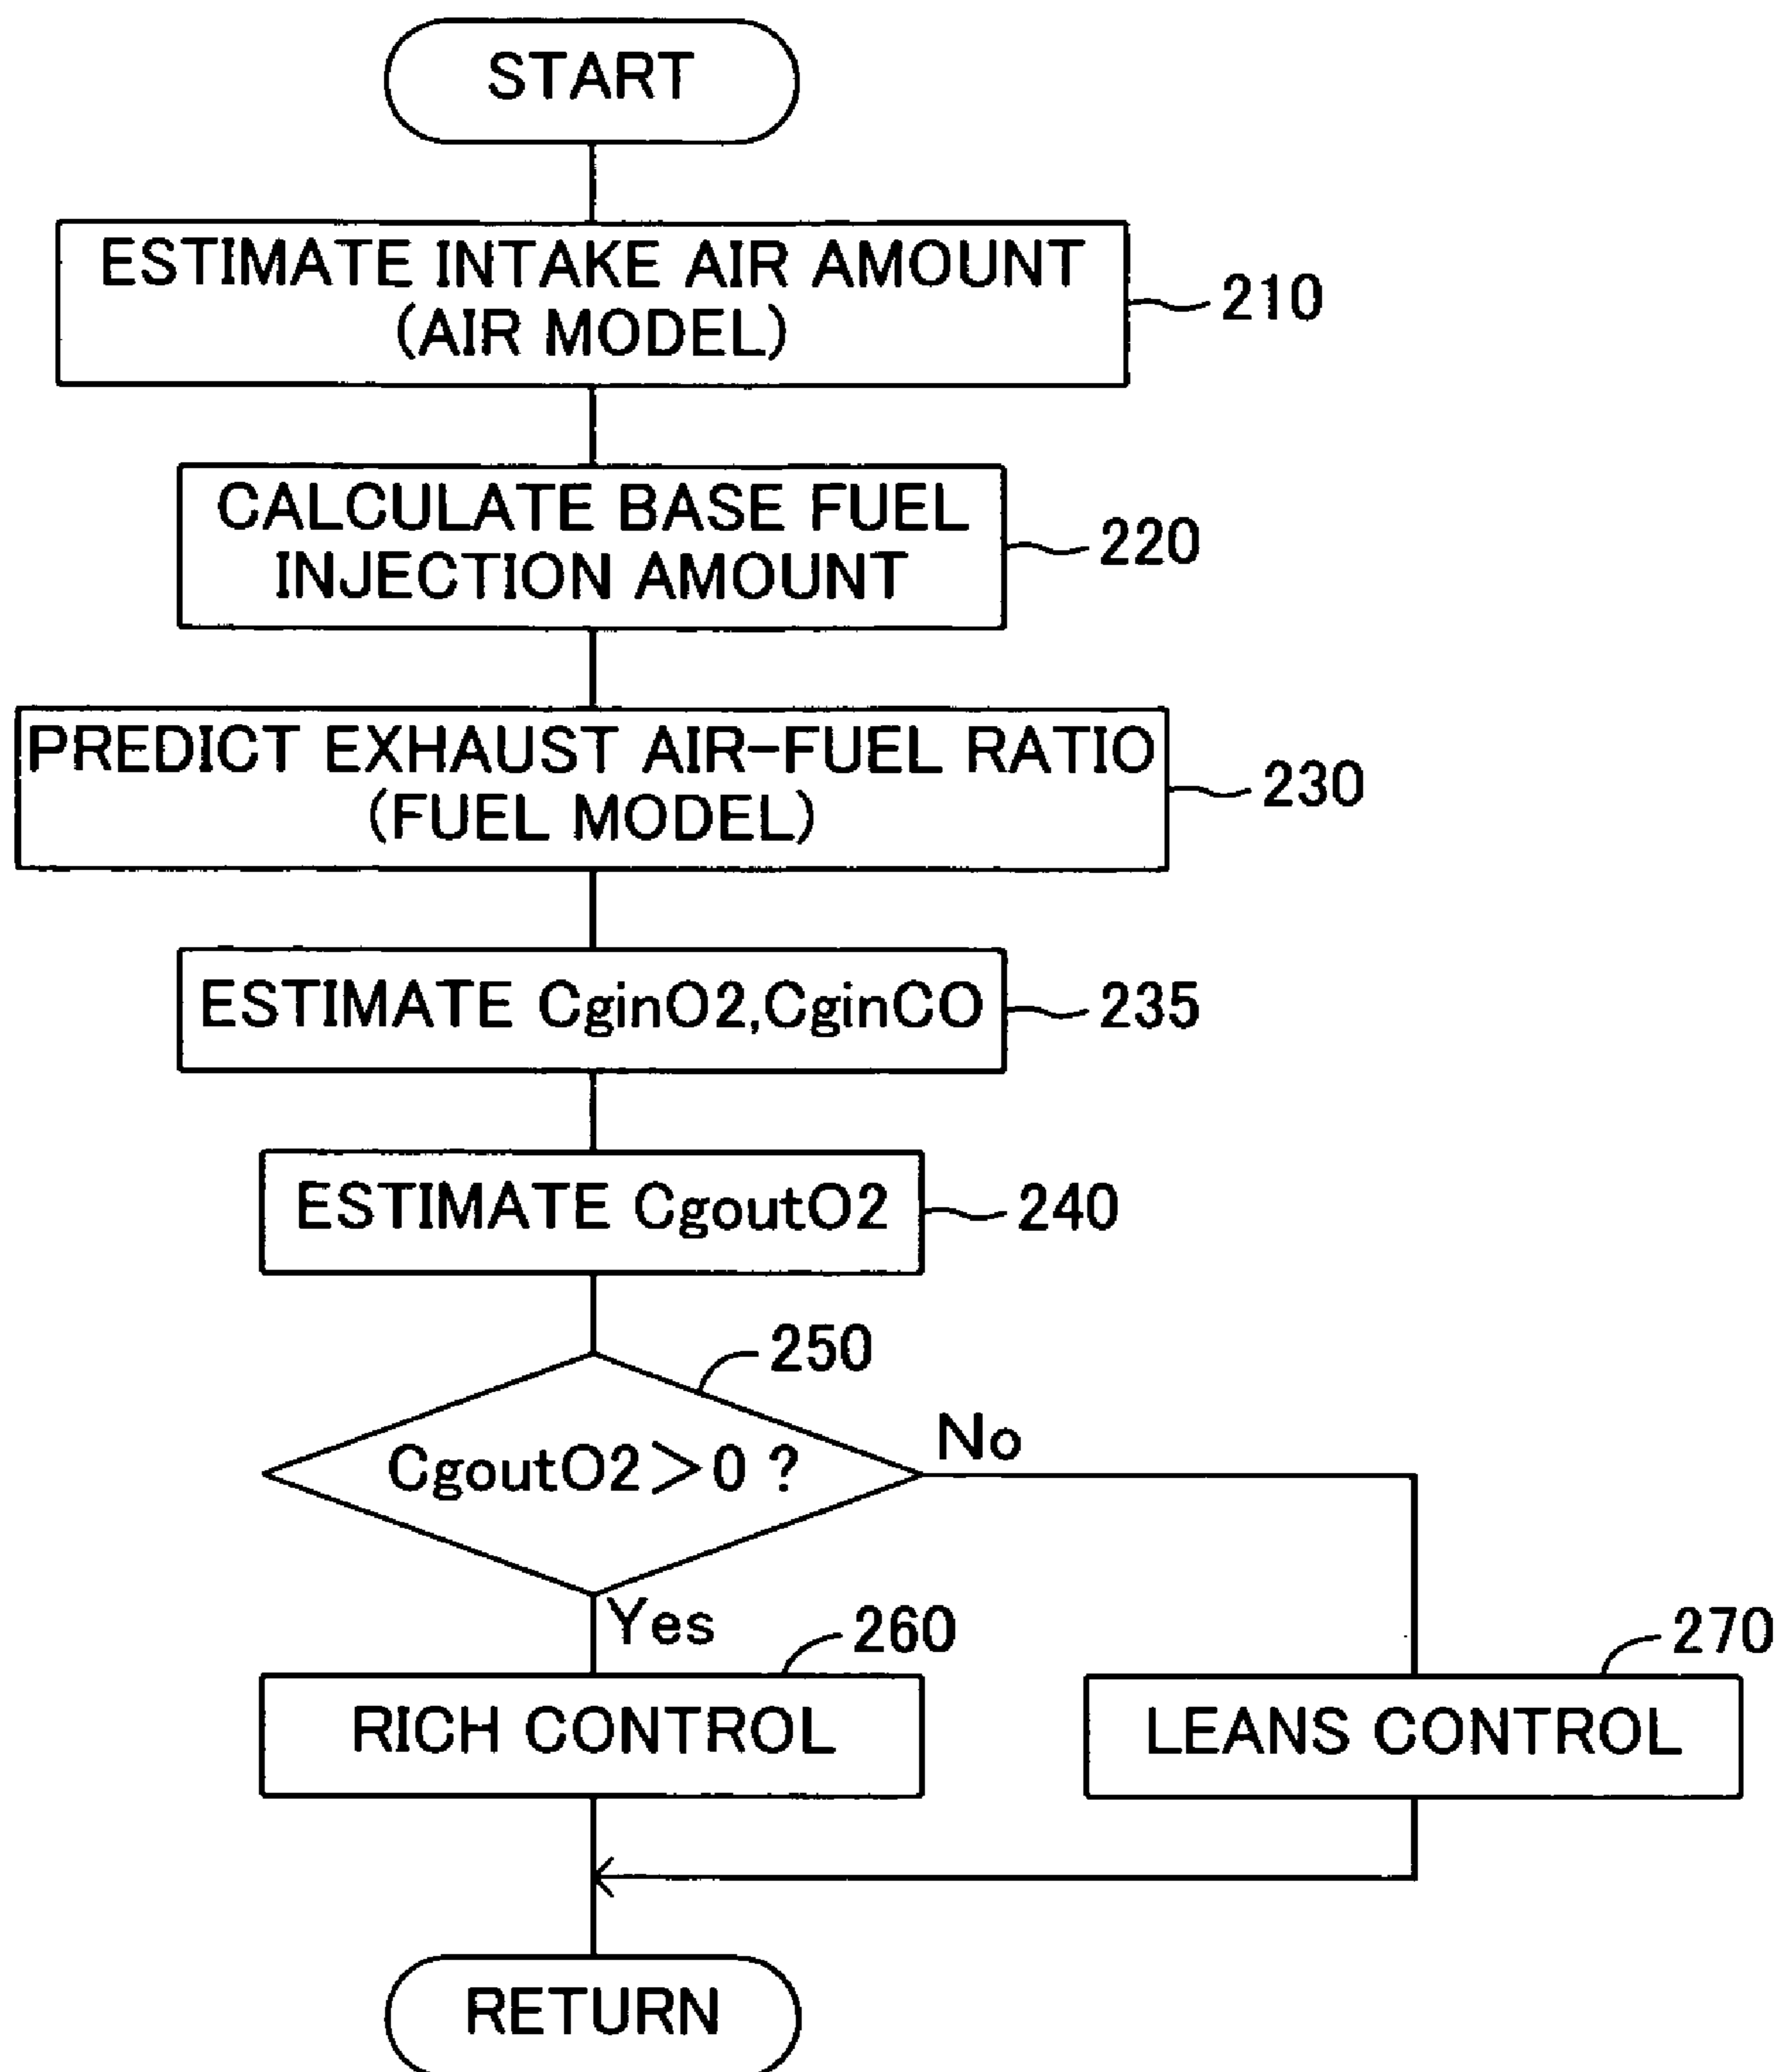 START
ESTIMATE INTAKE AIR AMOUNT
(AIR MODEL)
210
CALCULATE BASE FUEL
INJECTION AMOUNT
220
PREDICT EXHAUST AIR-FUEL RATIO
(FUEL MODEL)
230
ESTIMATE CginO2,CginCO
235
ESTIMATE CgoutO2
240
250
CgoutO2>0 ?
No
Yes
260
RICH CONTROL
270
LEANS CONTROL
RETURN